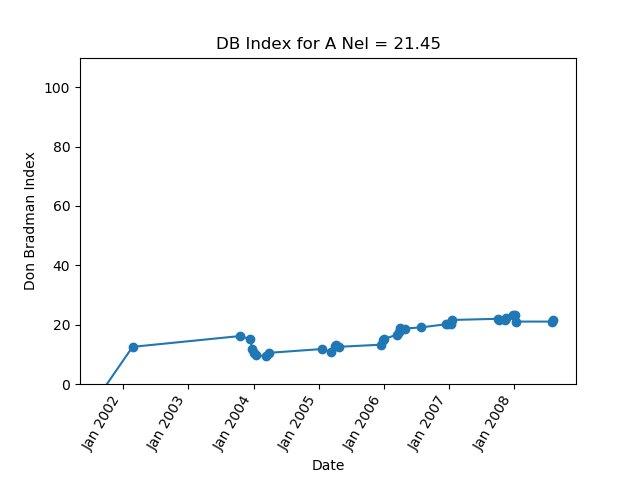 DB Index for A Nel = 21.45
100
80
60
40
20
0
Don Bradman Index
Jan 2002
Jan 2003
Jan 2004
Jan 2005
Jan 2006
Jan 2007
Jan 2008
Date